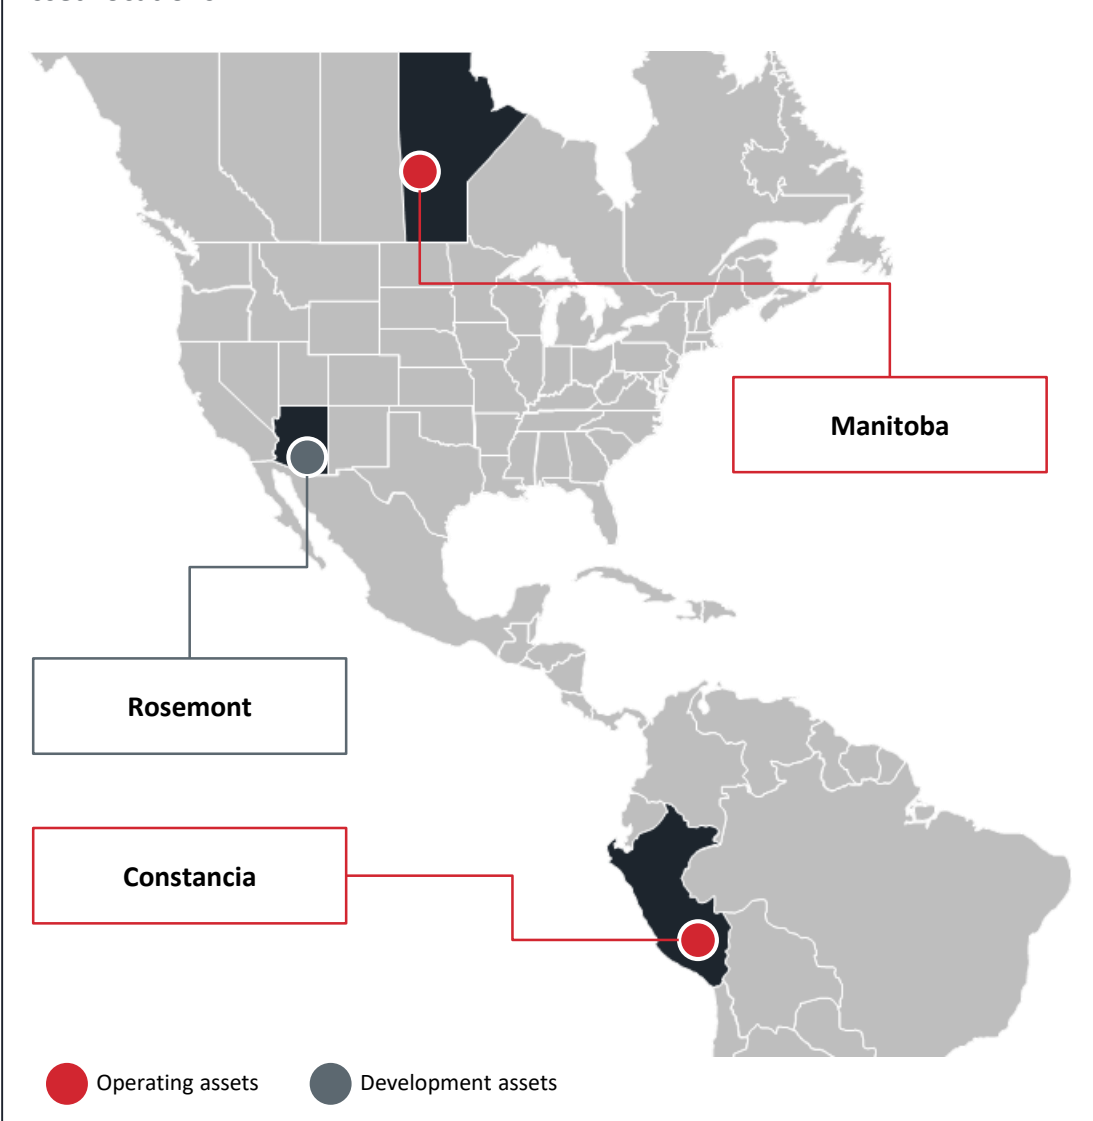 Manitoba
Rosemont
Constancia
Operating assets
Development assets